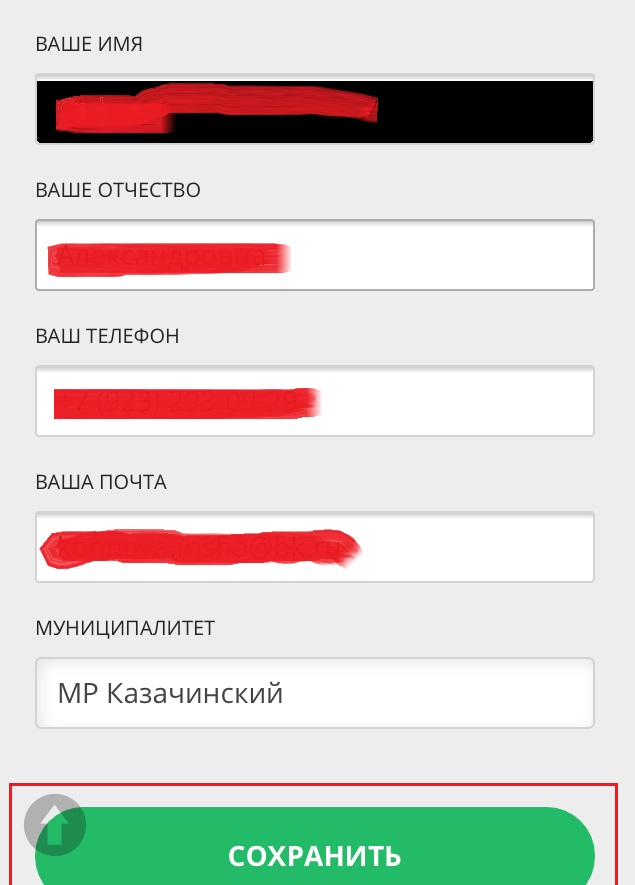 ВАШЕ ИМЯ
ВАШЕ ОТЧЕСТВО
ВАШ ТЕЛЕФОН
ВАША ПОЧТА
МУНИЦИПАЛИТЕТ
МР Казачинский
СОХРАНИТЬ